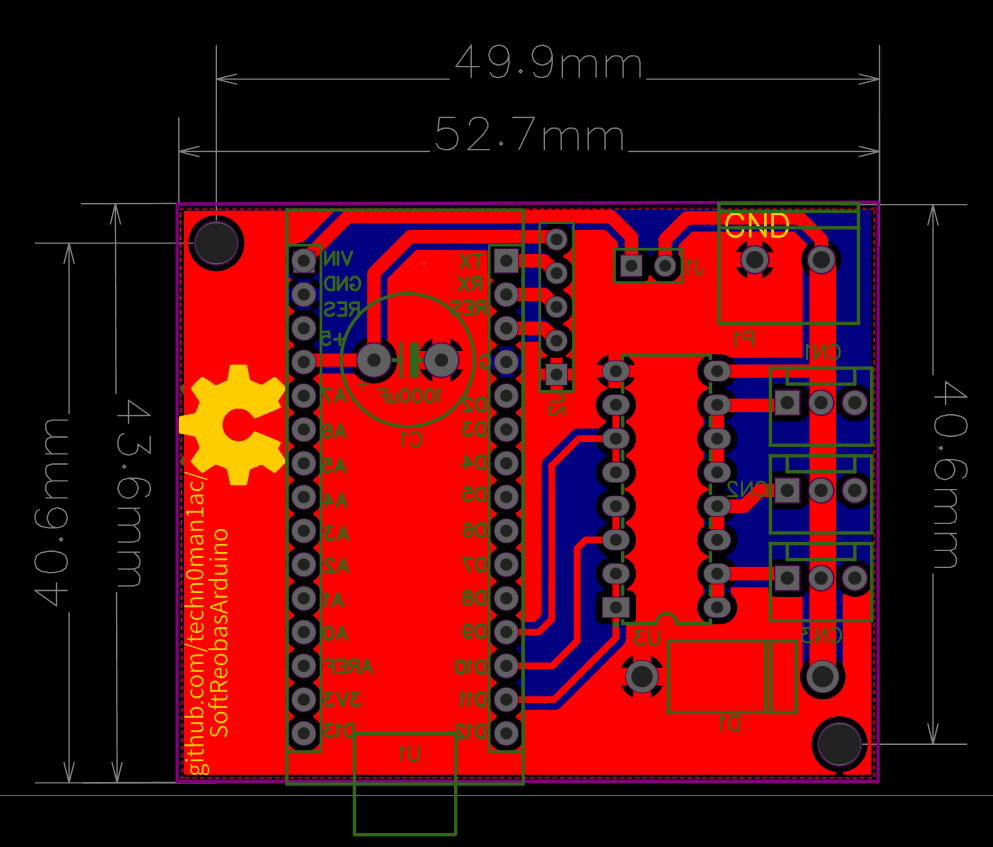 49.9mm
52.7mm
GND
VIN
GND
RES
+5
A7
A6
A5
A4
A3
A2
A1
A0
AREF
3V3
D13
TX
RX
RES
G
D2
D3
D4
D5
D6
D7
D8
D9
D10
D11
D12
+
1000uF
C1
J1
P1
CN1
CN2
CN3
U3
D1
U1
github.com/techn0man1ac/
SoftReobasArduino
40.9mm
43.6mm
40.6mm